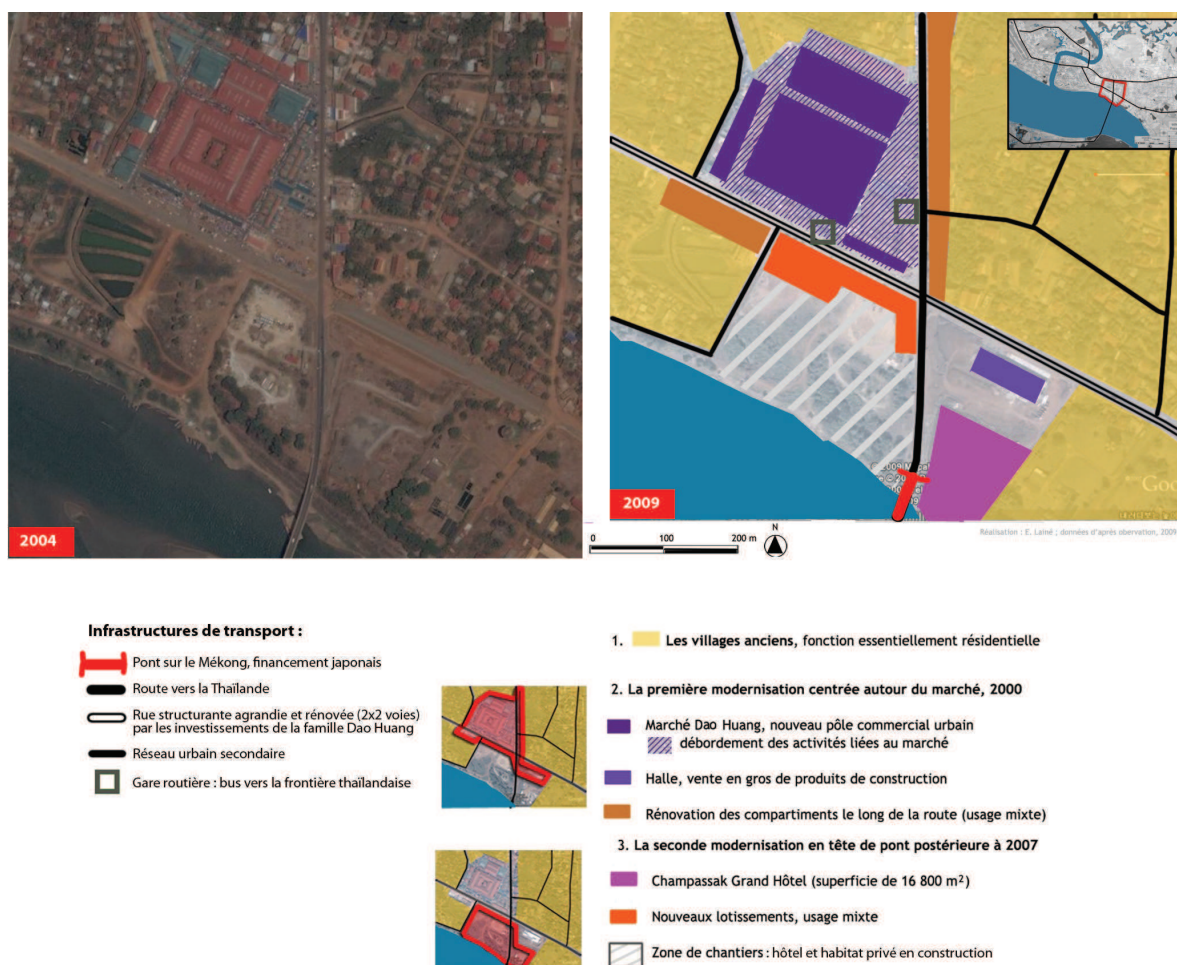 2004
2009
© 2009
Goo
0 100 200 m
N
Réalisation : E. Lainé ; données d'après obervation, 2009
Infrastructures de transport :
Pont sur le Mékong, financement japonais
Route vers la Thaïlande
Rue structurante agrandie et rénovée (2x2 voies)
par les investissements de la famille Dao Huang
Réseau urbain secondaire
Gare routière : bus vers la frontière thaïlandaise
1. Les villages anciens, fonction essentiellement résidentielle
2. La première modernisation centrée autour du marché, 2000
Marché Dao Huang, nouveau pôle commercial urbain
débordement des activités liées au marché
Halle, vente en gros de produits de construction
Rénovation des compartiments le long de la route (usage mixte)
3. La seconde modernisation en tête de pont postérieure à 2007
Champassak Grand Hôtel (superficie de 16 800 m²)
Nouveaux lotissements, usage mixte
Zone de chantiers : hôtel et habitat privé en construction